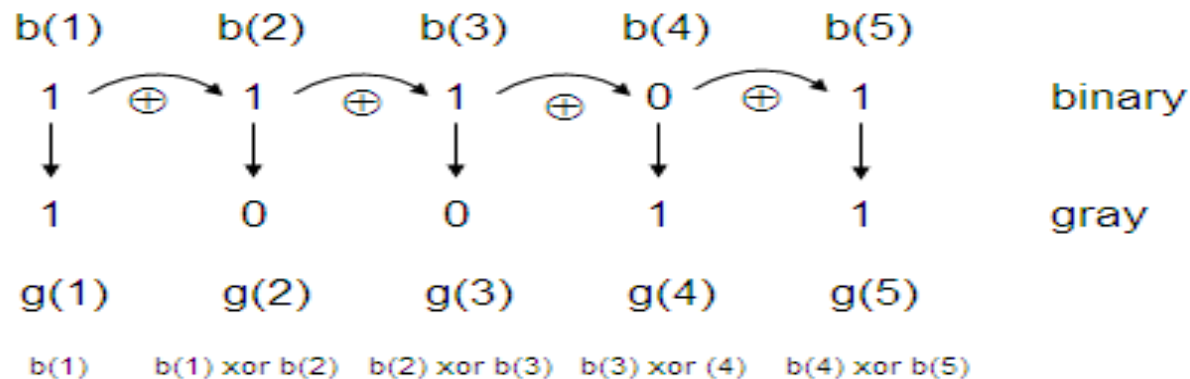 b(1) b(2) b(3) b(4) b(5)
1 ⊕ 1 ⊕ 1 ⊕ 0 ⊕ 1 binary
1 0 0 1 1 gray
g(1) g(2) g(3) g(4) g(5)
b(1) b(1) xor b(2) b(2) xor b(3) b(3) xor (4) b(4) xor b(5)